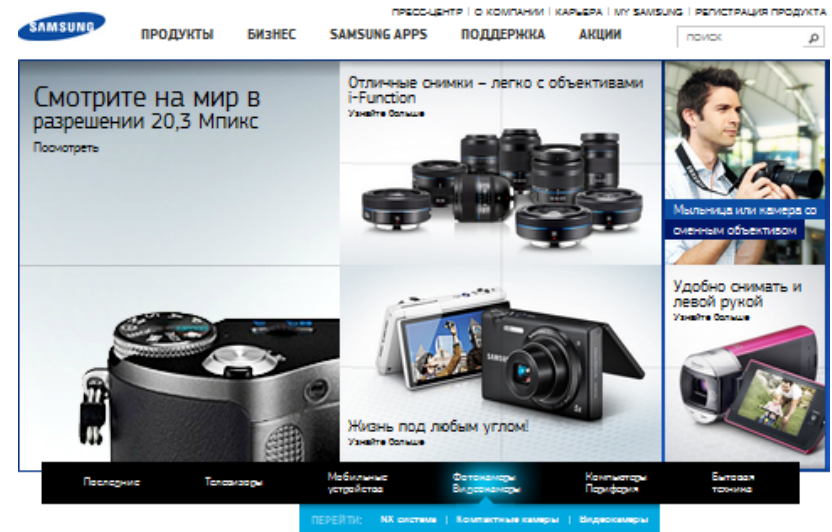 ПРЕСС-ЦЕНТР | О КОМПАНИИ | КАРЬЕРА | MY SAMSUNG | РЕГИСТРАЦИЯ ПРОДУКТА
SAMSUNG
ПРОДУКТЫ БИЗНЕС SAMSUNG APPS ПОДДЕРЖКА АКЦИИ ПОИСК
Смотрите на мир в
разрешении 20,3 Мпикс
Посмотреть
Отличные снимки – легко с объективами
i-Function
Узнайте больше
Мыльница или камера со
сменным объективом
Удобно снимать и
левой рукой
Узнайте больше
SAMSUNG
5x
Жизнь под любым углом!
Узнайте больше
Последние Телевизоры Мобильные устройства Фотокамеры Видеокамеры Компьютеры Периферия Бытовая техника
ПЕРЕЙТИ: NX система | Компактные камеры | Видеокамеры